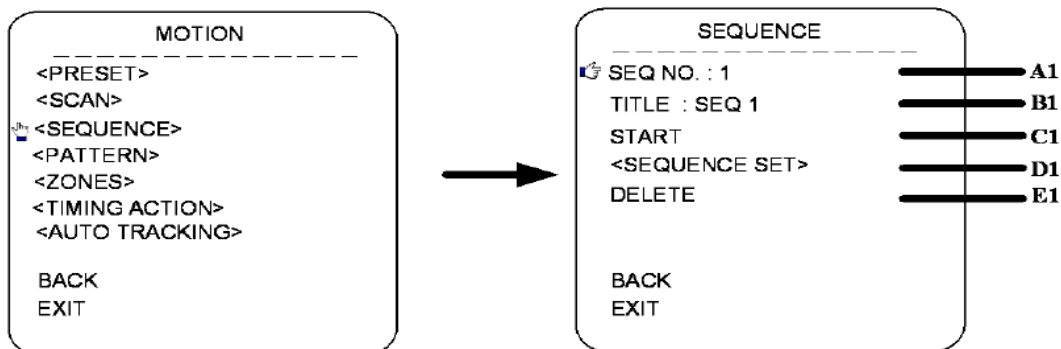 MOTION
<PRESET>
<SCAN>
<SEQUENCE>
<PATTERN>
<ZONES>
<TIMING ACTION>
<AUTO TRACKING>
BACK
EXIT
SEQUENCE
SEQ NO. : 1
TITLE : SEQ 1
START
<SEQUENCE SET>
DELETE
BACK
EXIT
A1
B1
C1
D1
E1